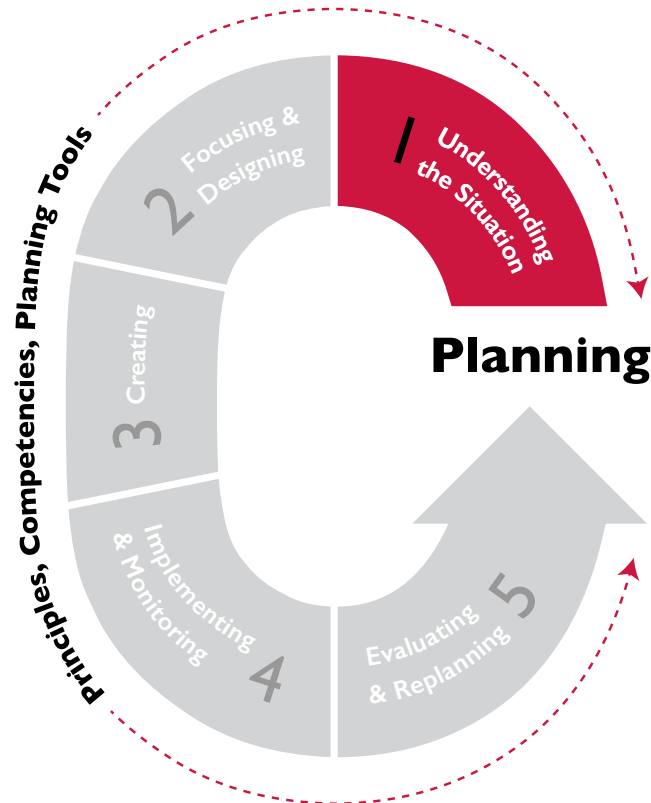 1
Understanding
the Situation
2
Focusing &
Designing
3
Creating
4
Implementing
& Monitoring
5
Evaluating
& Replanning
Planning
Principles, Competencies, Planning Tools